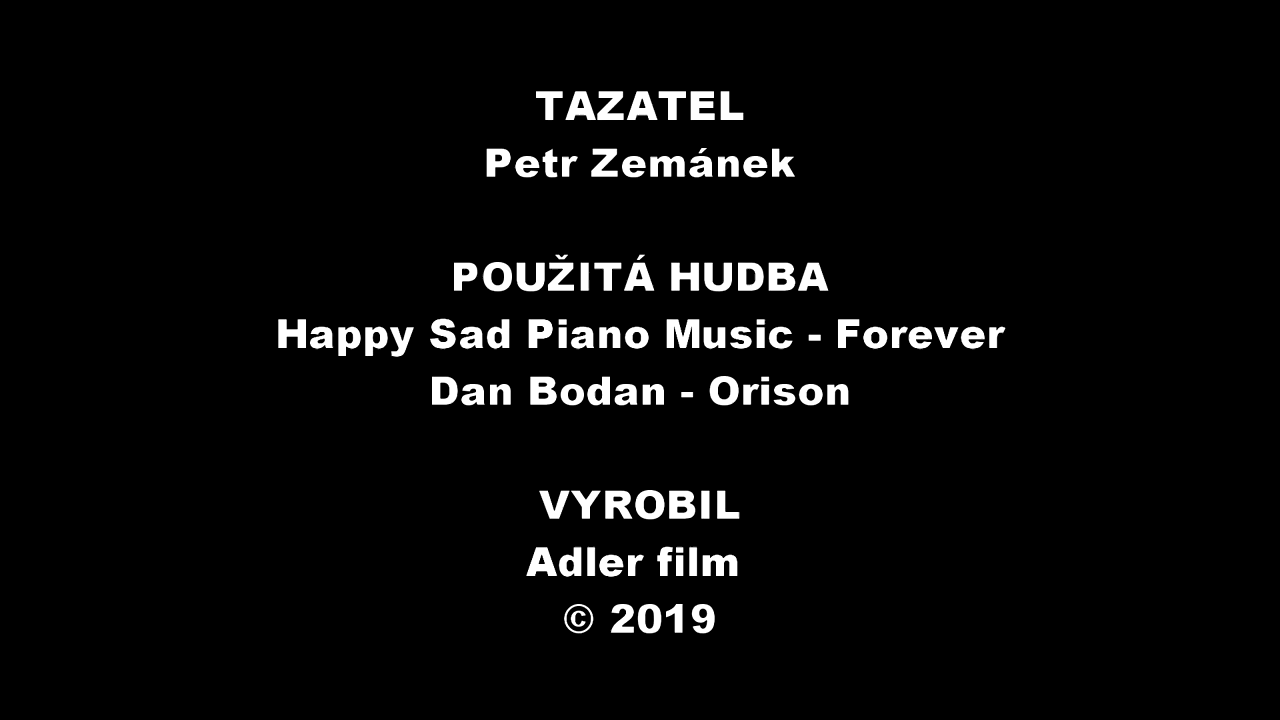 TAZATEL
Petr Zemánek
POUŽITÁ HUDBA
Happy Sad Piano Music - Forever
Dan Bodan - Orison
VYROBIL
Adler film
© 2019